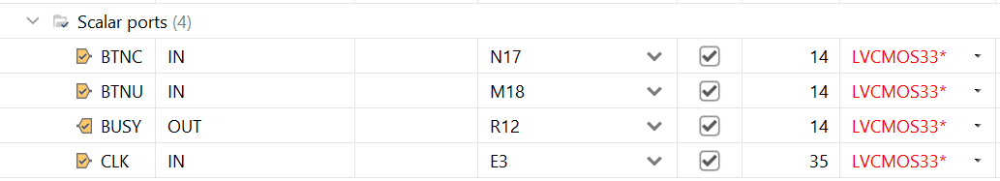 Scalar ports (4)
BTNC IN N17 14 LVCMOS33*
BTNU IN M18 14 LVCMOS33*
BUSY OUT R12 14 LVCMOS33*
CLK IN E3 35 LVCMOS33*